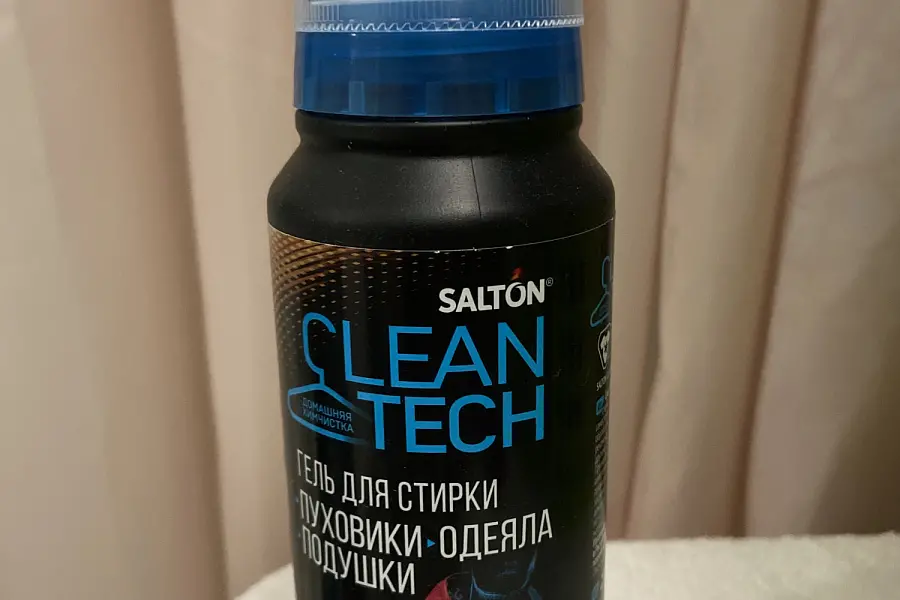 SALTON®
CLEAN
TECH
ДОМАШНЯЯ
ХИМЧИСТКА
ГЕЛЬ ДЛЯ СТИРКИ
ПУХОВИКИ ▸ ОДЕЯЛА
ПОДУШКИ